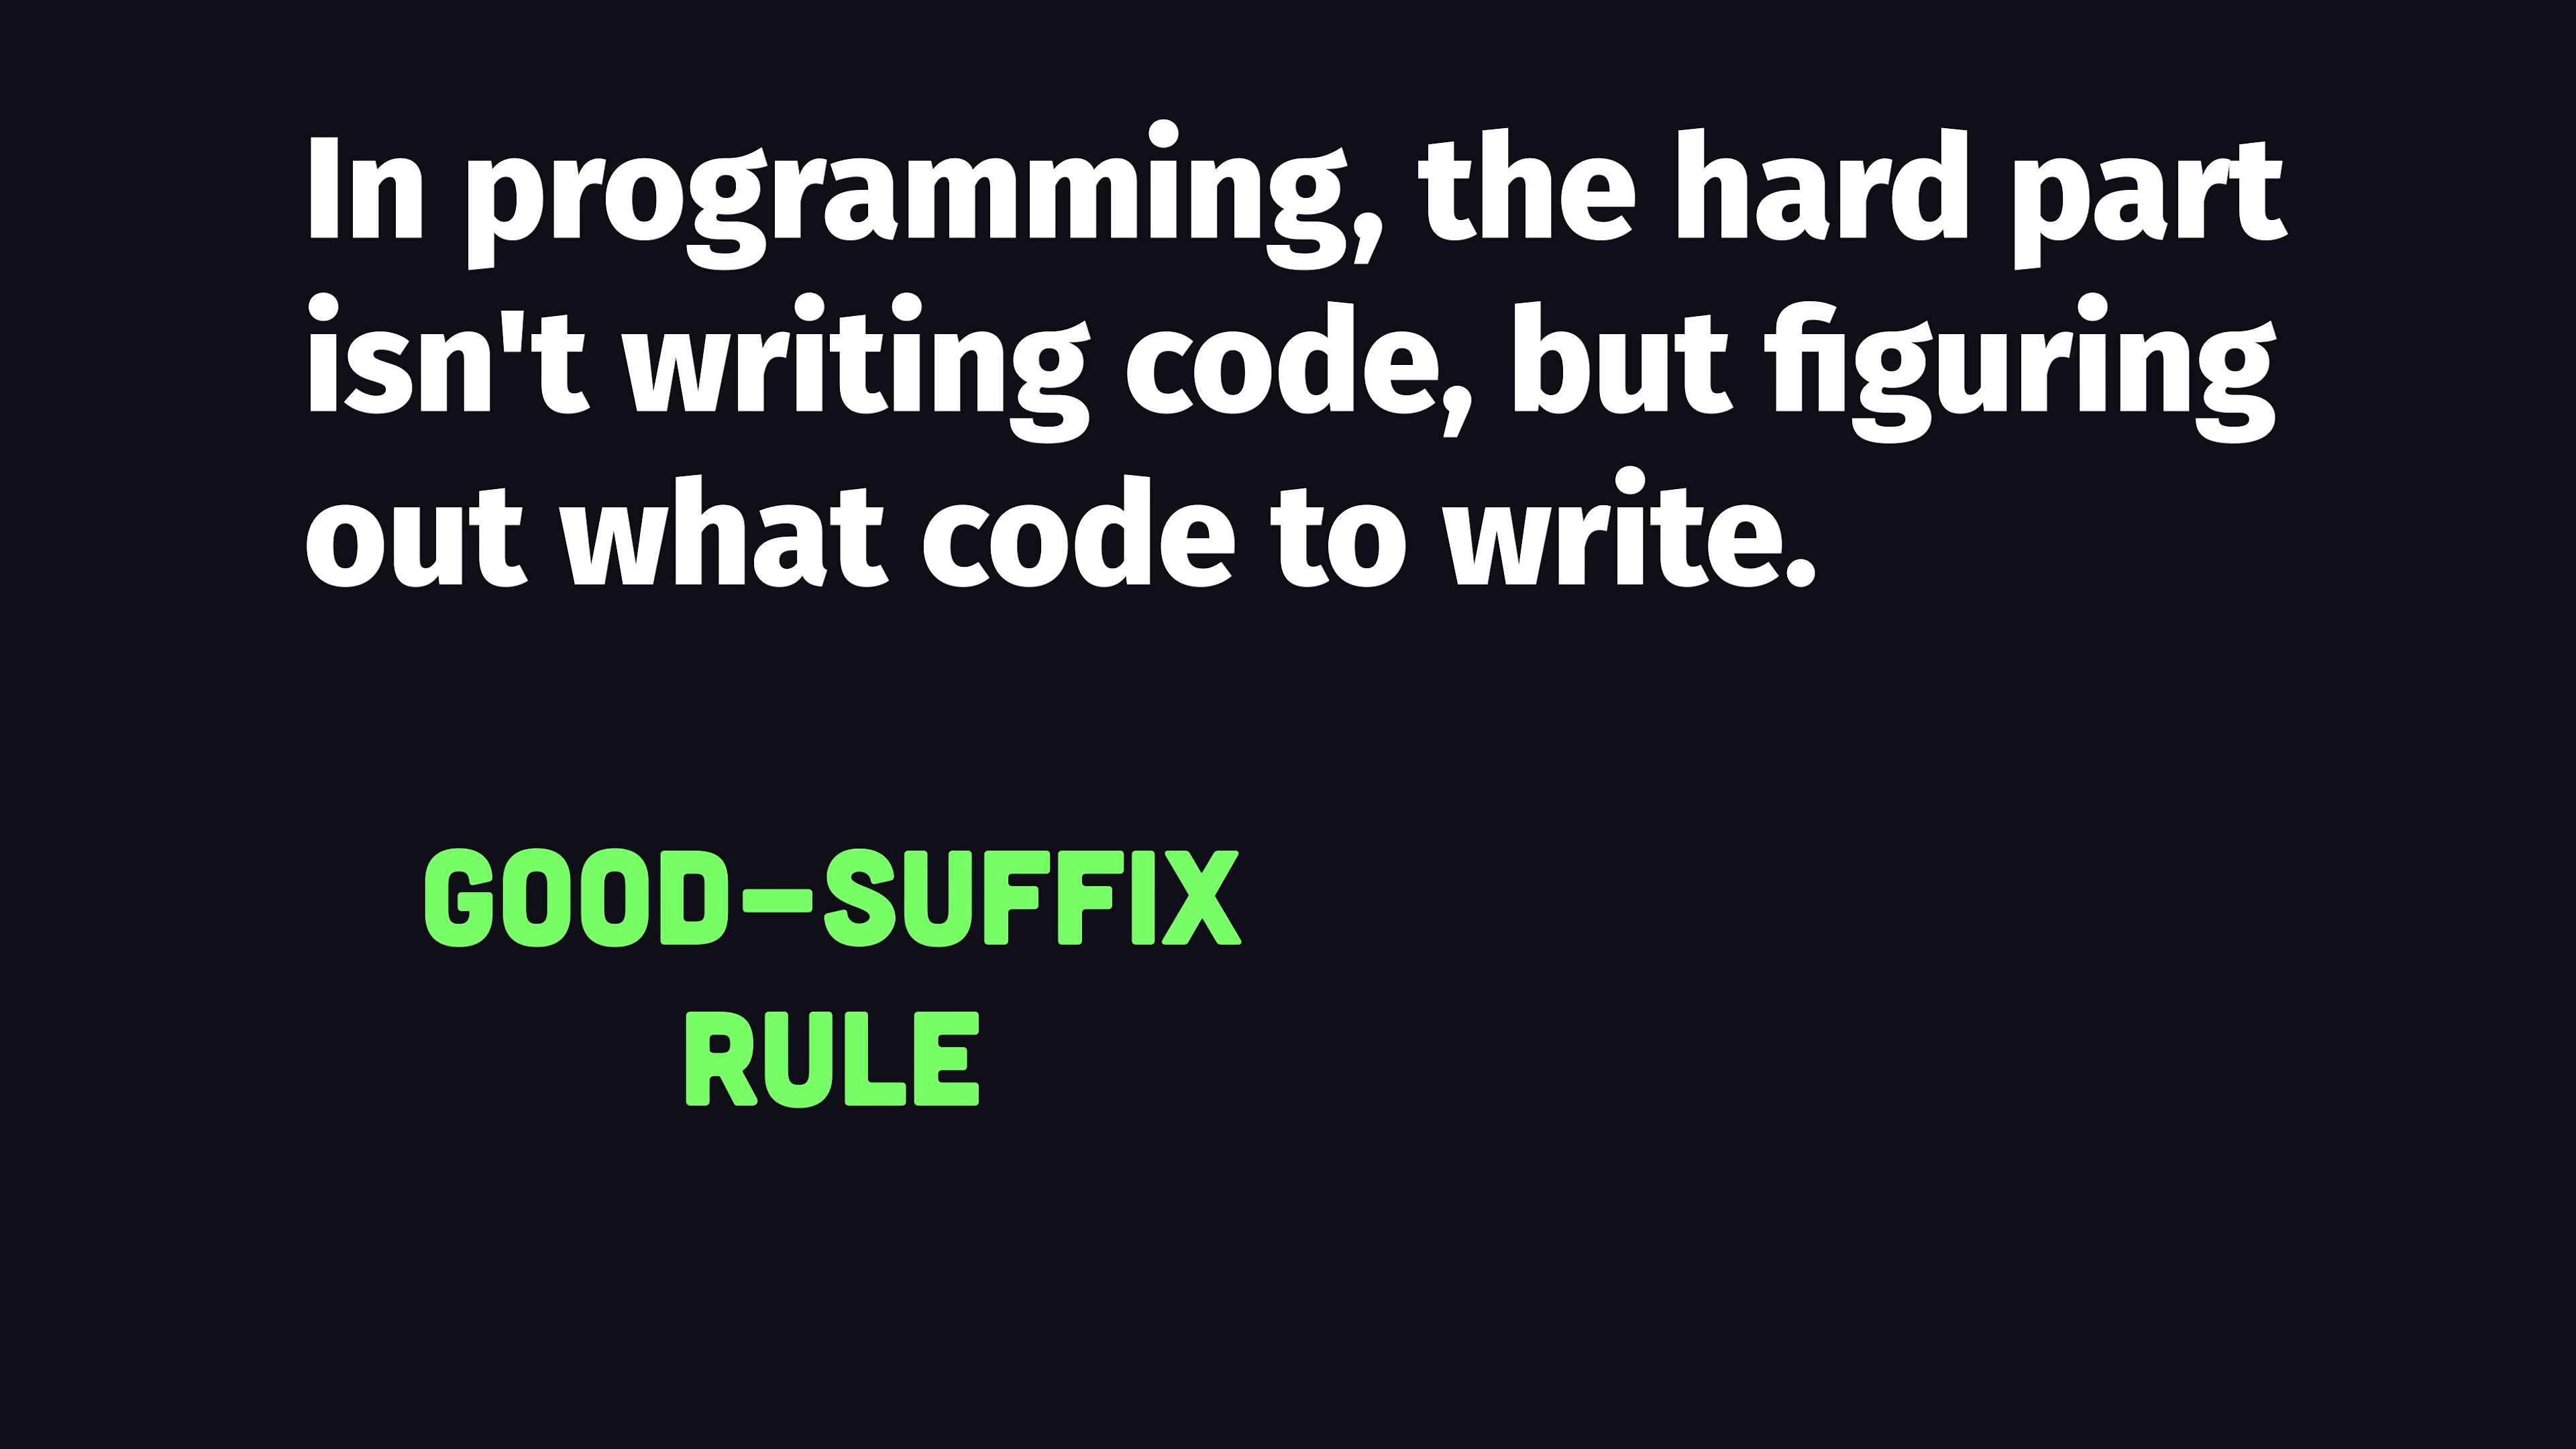 In programming, the hard part
isn't writing code, but figuring
out what code to write.
GOOD-SUFFIX
RULE